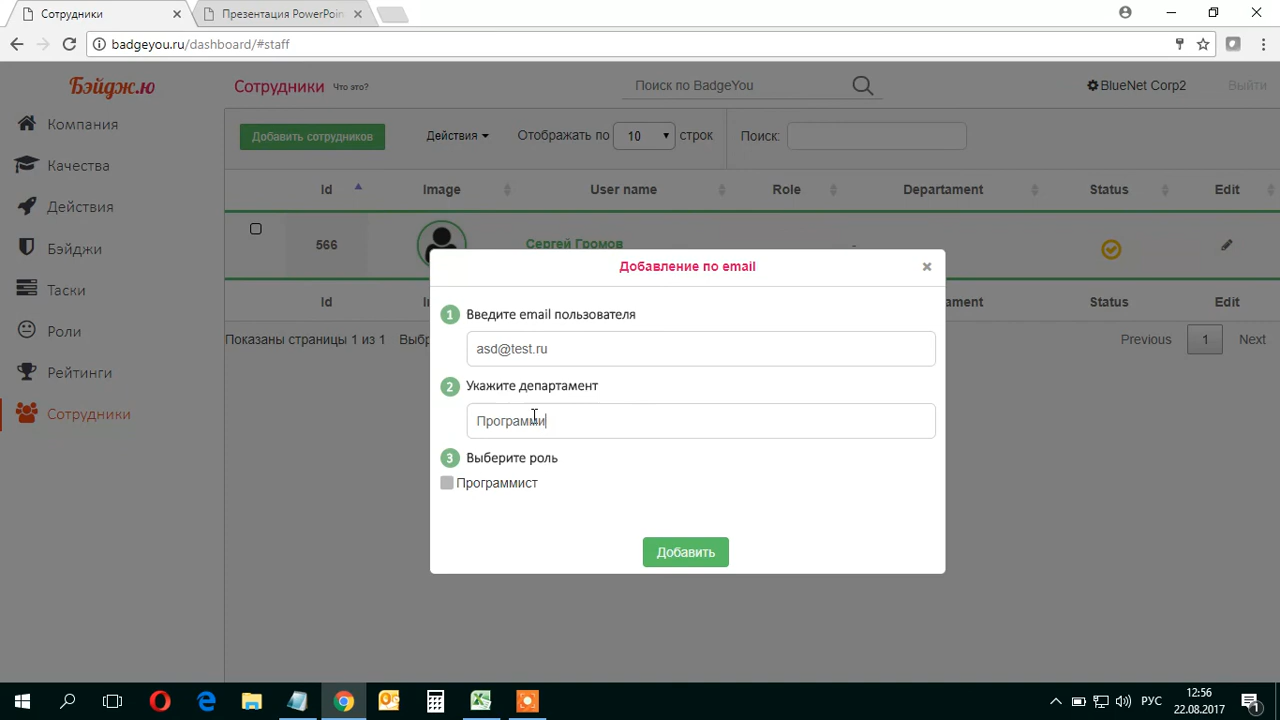 Сотрудники
Презентация PowerPoin
badgeyou.ru/dashboard/#staff
Бэйдж.ю
Сотрудники Что это?
Поиск по BadgeYou
BlueNet Corp2
Выйти
Компания
Качества
Действия
Бэйджи
Таски
Роли
Рейтинги
Сотрудники
Добавить сотрудников
Действия
Отображать по 10 строк
Поиск:
Id Image User name Role Departament Status Edit
566 Сергей Громов -
Id
ament Status Edit
Показаны страницы 1 из 1
Previous 1 Next
Добавление по email ×
1 Введите email пользователя
asd@test.ru
2 Укажите департамент
Программи
3 Выберите роль
Программист
Добавить
РУС
12:56
22.08.2017
1